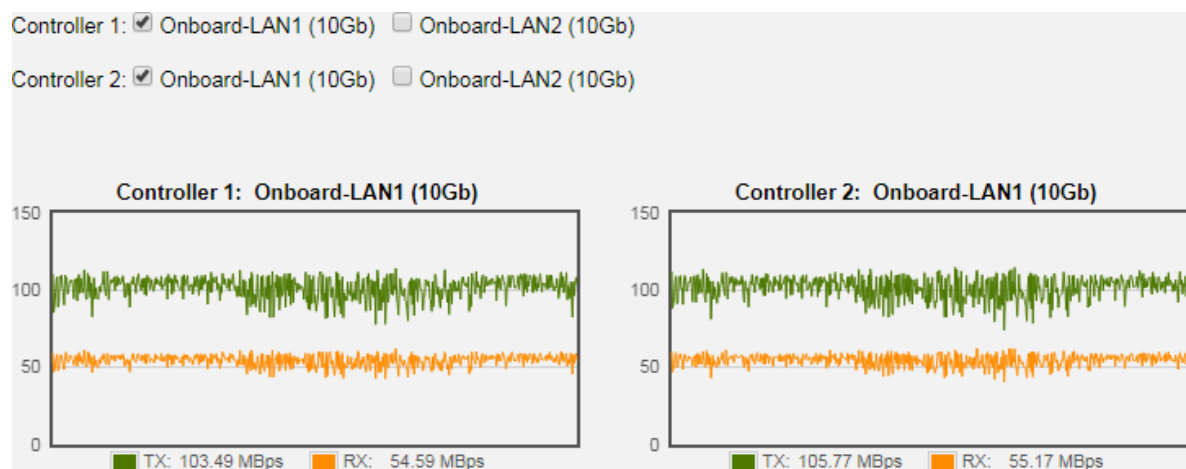 Controller 1: Onboard-LAN1 (10Gb) Onboard-LAN2 (10Gb)
Controller 2: Onboard-LAN1 (10Gb) Onboard-LAN2 (10Gb)
Controller 1: Onboard-LAN1 (10Gb)
150
100
50
0
TX: 103.49 MBps RX: 54.59 MBps
Controller 2: Onboard-LAN1 (10Gb)
150
100
50
0
TX: 105.77 MBps RX: 55.17 MBps